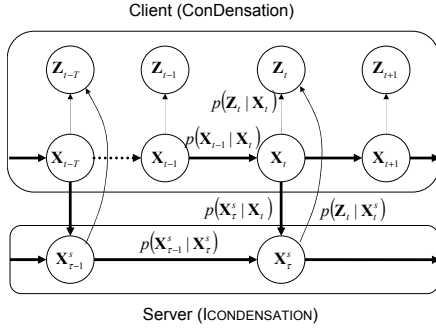 Client (ConDensation)
Z_{t-T} Z_{t-1} Z_t Z_{t+1}
p(Z_t | X_t)
p(X_{t-1} | X_t)
X_{t-T} X_{t-1} X_t X_{t+1}
p(X^s_τ | X_t) p(Z_t | X^s_t)
p(X^s_{τ-1} | X^s_τ)
X^s_{τ-1} X^s_τ
Server (ICONDENSATION)